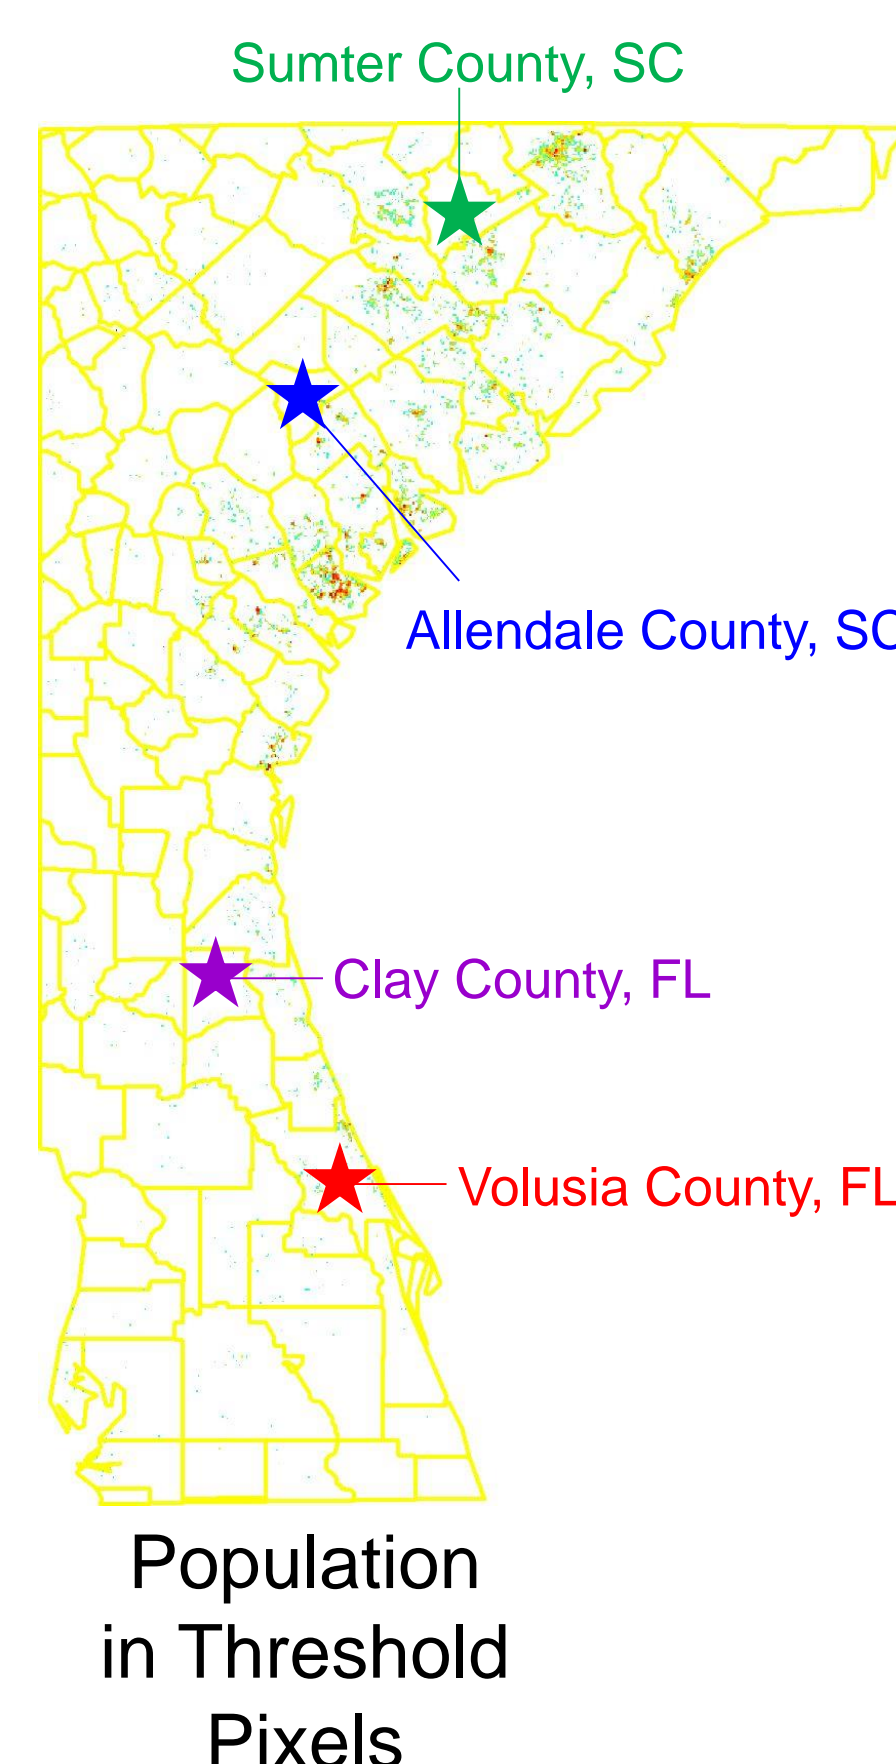 Sumter County, SC
Allendale County, SC
Clay County, FL
Volusia County, FL
Population
in Threshold
Pixels